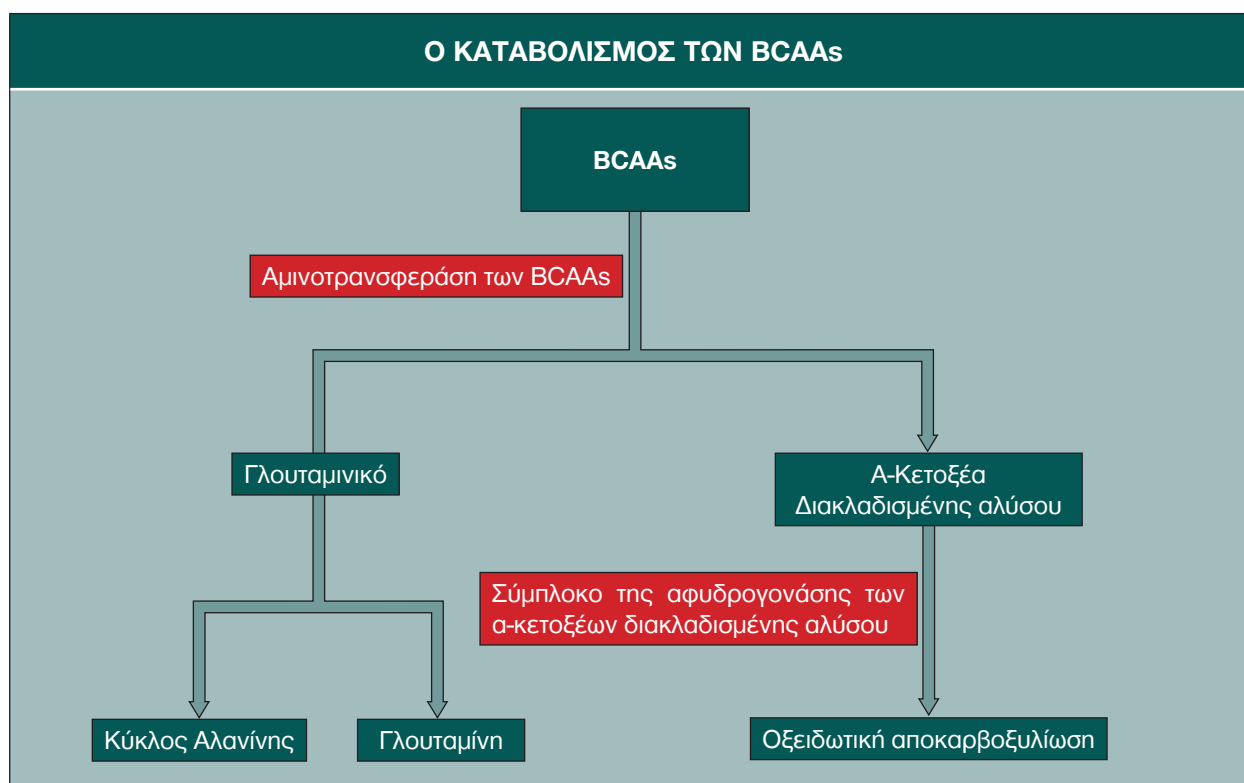 Ο ΚΑΤΑΒΟΛΙΣΜΟΣ ΤΩΝ BCAAs
BCAAs
Αμινοτρανσφεράση των BCAAs
Γλουταμινικό
Α-Κετοξέα
Διακλαδισμένης αλύσου
Σύμπλοκο της αφυδρογονάσης των
α-κετοξέων διακλαδισμένης αλύσου
Κύκλος Αλανίνης
Γλουταμίνη
Οξειδωτική αποκαρβοξυλίωση